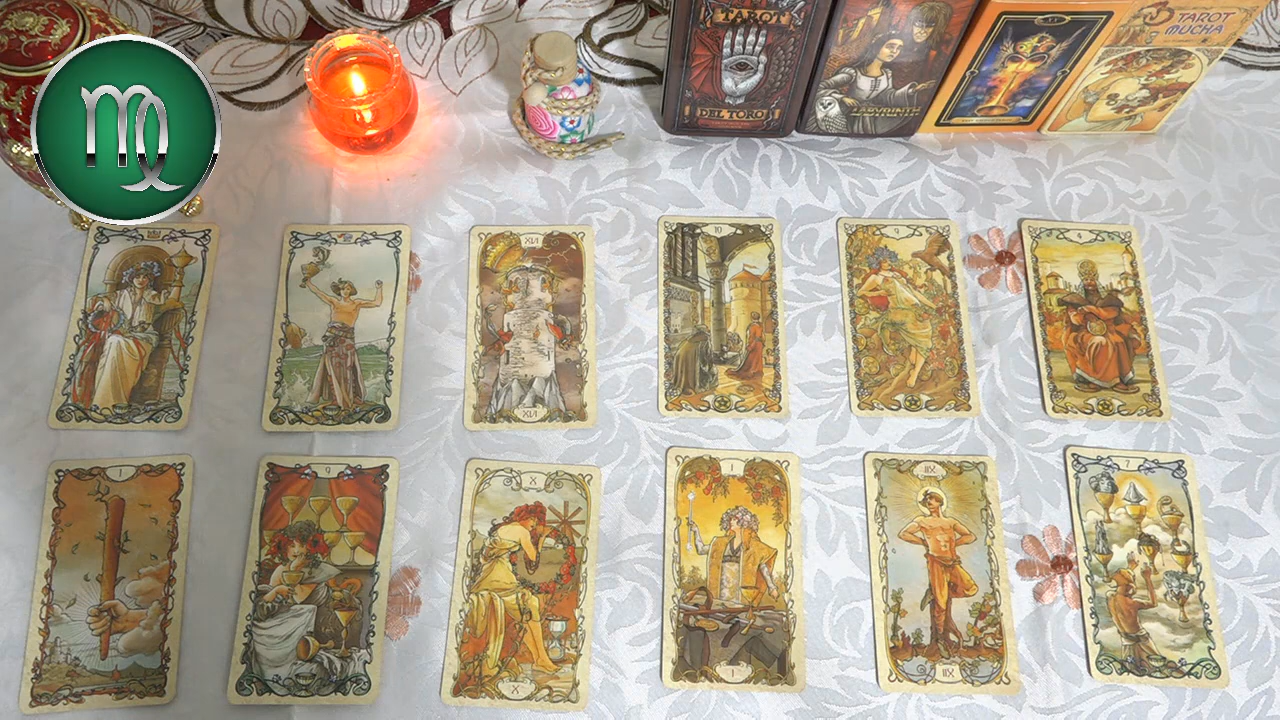 TAROT
DEL TORO
LABYRINTH
TAROT
MUCHA
XVI
10
9
4
XVI
I
9
X
I
XII
7
X
I
XII